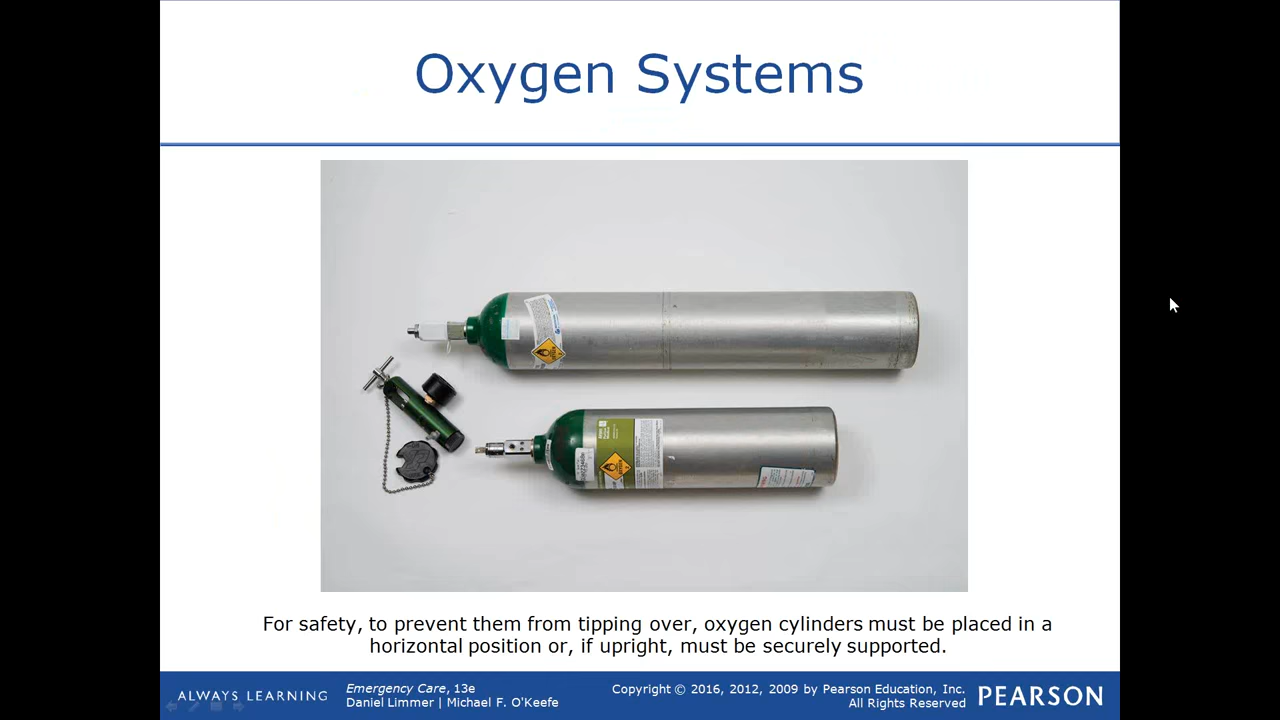 Oxygen Systems
For safety, to prevent them from tipping over, oxygen cylinders must be placed in a
horizontal position or, if upright, must be securely supported.
ALWAYS LEARNING
Emergency Care, 13e
Daniel Limmer | Michael F. O'Keefe
Copyright © 2016, 2012, 2009 by Pearson Education, Inc.
All Rights Reserved
PEARSON